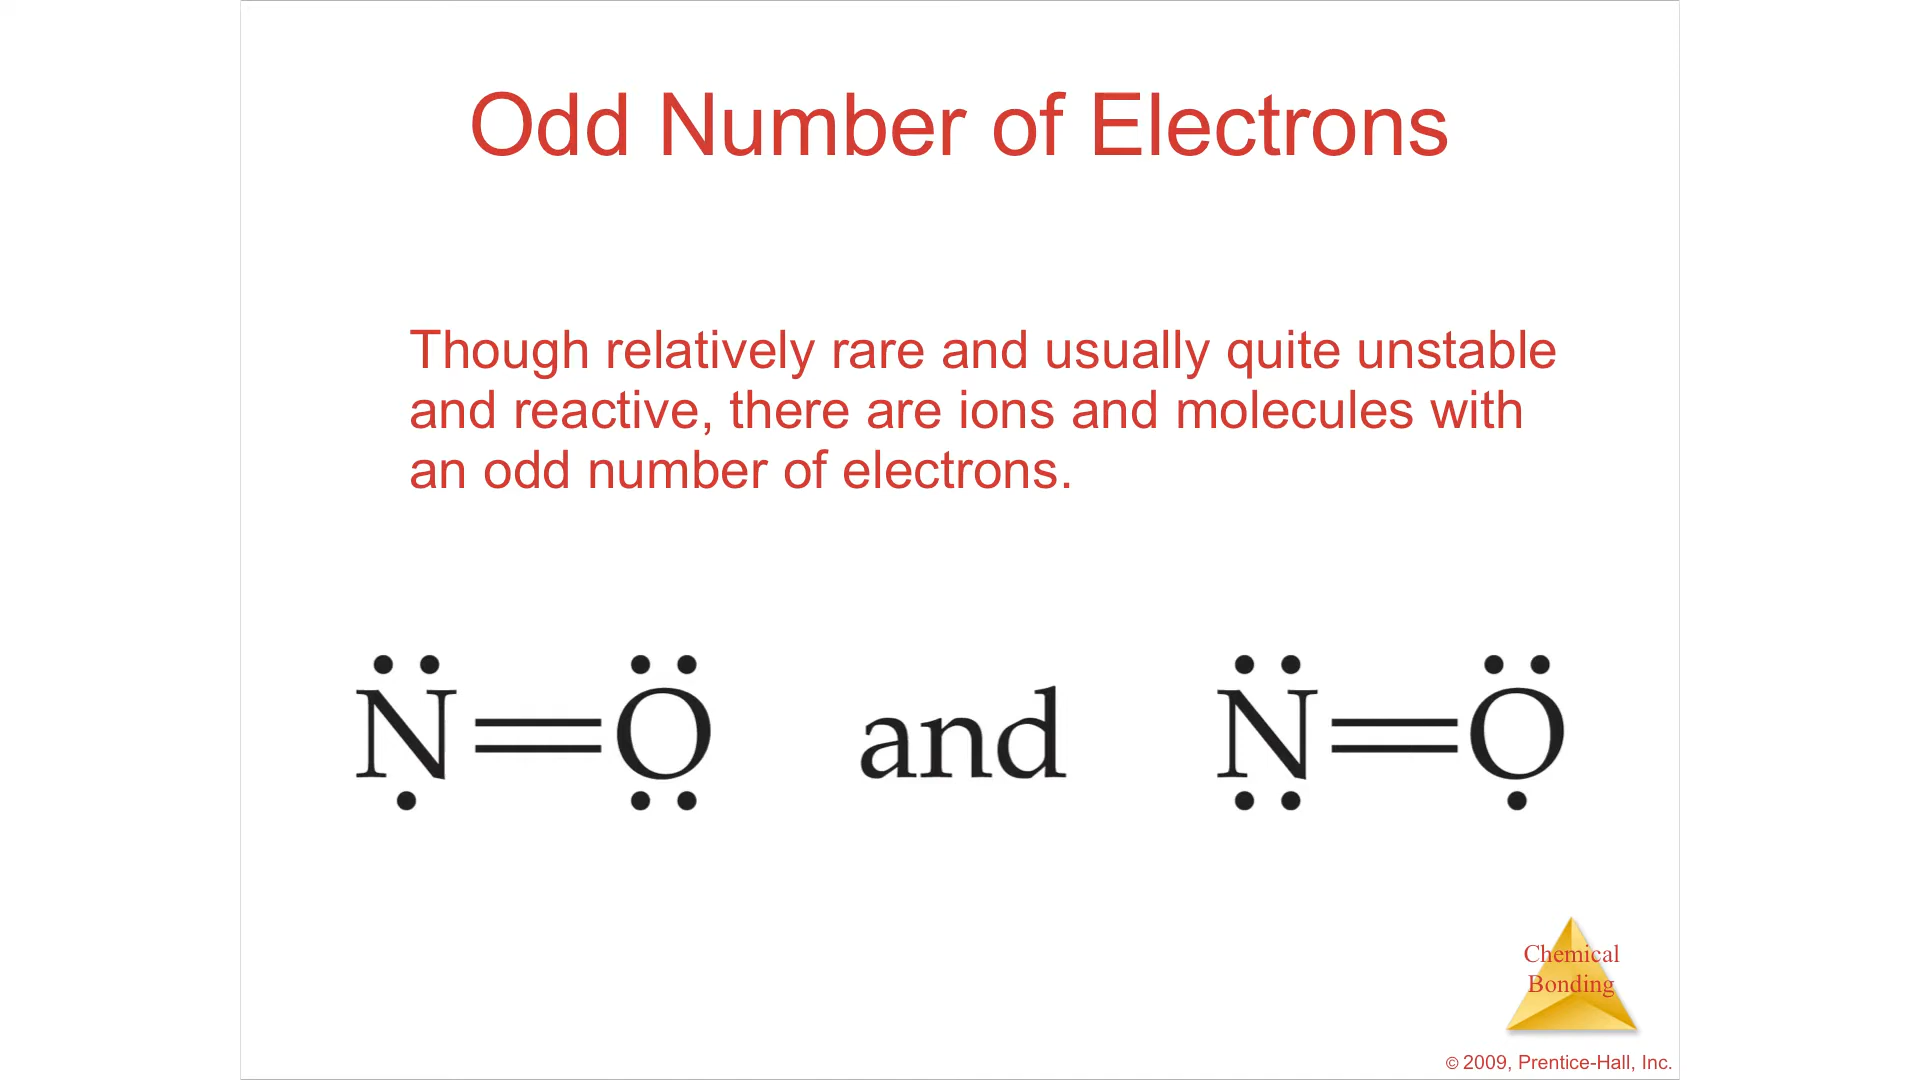 Odd Number of Electrons
Though relatively rare and usually quite unstable
and reactive, there are ions and molecules with
an odd number of electrons.
N=O and N=O
Chemical
Bonding
© 2009, Prentice-Hall, Inc.